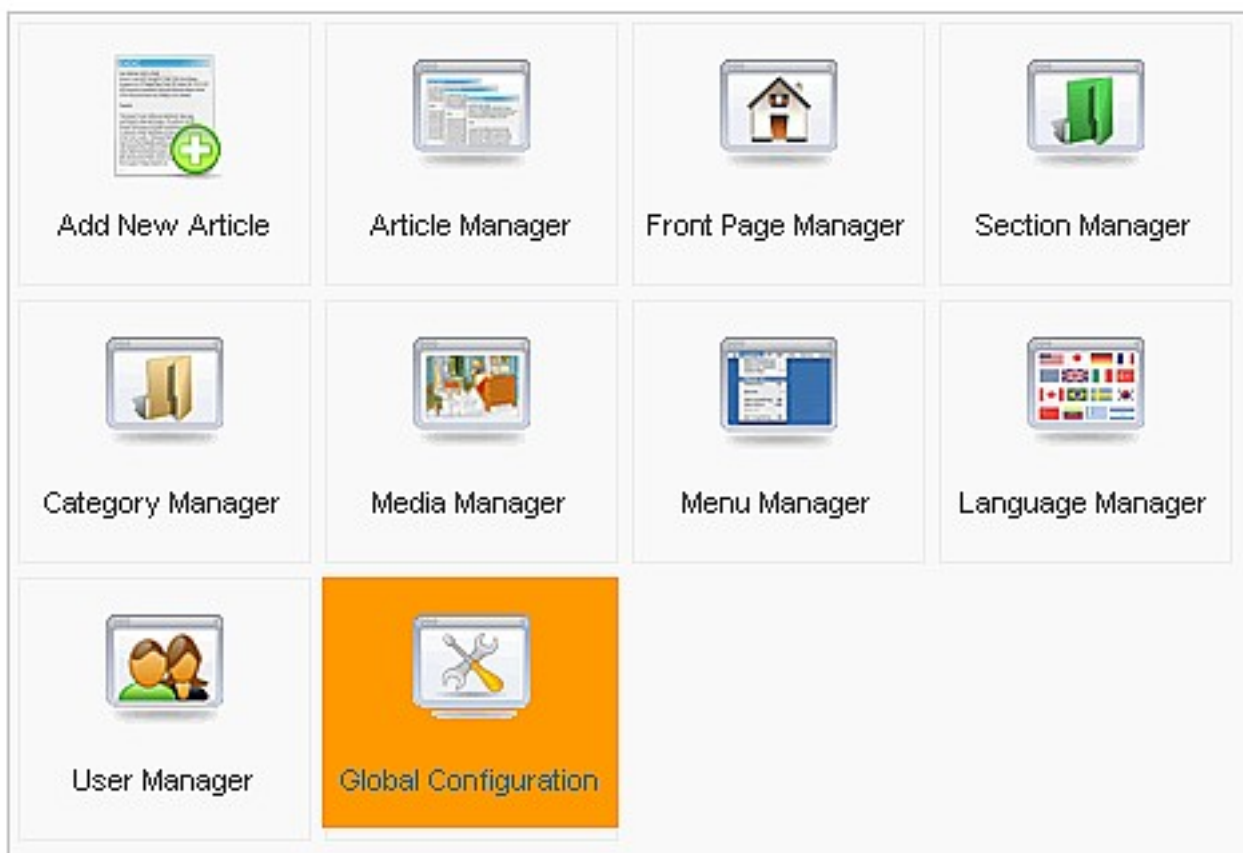 Add New Article
Article Manager
Front Page Manager
Section Manager
Category Manager
Media Manager
Menu Manager
Language Manager
User Manager
Global Configuration